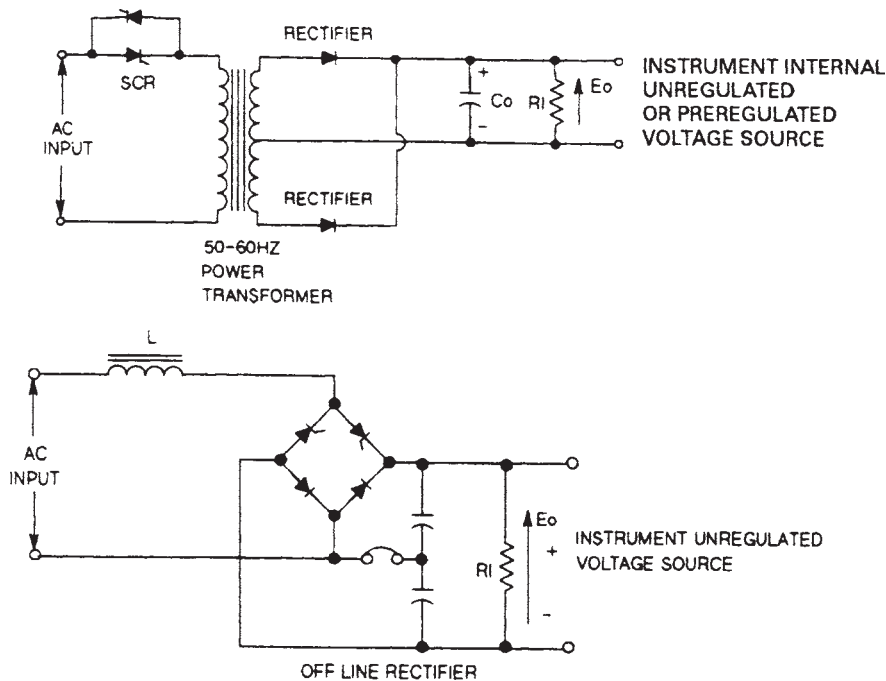 RECTIFIER
SCR
AC
INPUT
+
Co
-
Rl
Eo
INSTRUMENT INTERNAL
UNREGULATED
OR PREREGULATED
VOLTAGE SOURCE
RECTIFIER
50-60HZ
POWER
TRANSFORMER
L
AC
INPUT
Rl
Eo
+
-
INSTRUMENT UNREGULATED
VOLTAGE SOURCE
OFF LINE RECTIFIER